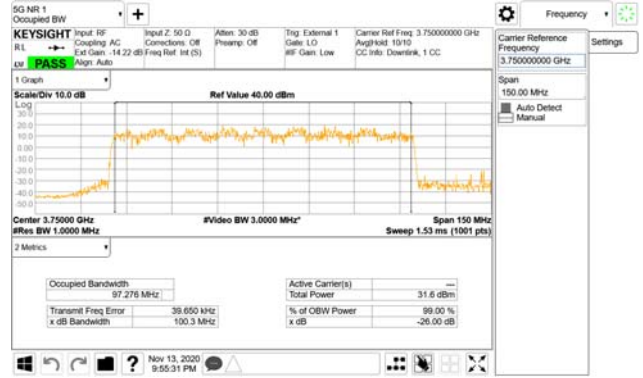 5G NR 1
Occupied BW
Frequency
KEYSIGHT
Input: RF
Coupling: AC
Ext Gain: -14.22 dB
Align: Auto
Input Z: 50 Ω
Corrections: Off
Freq Ref: Int (S)
Atten: 30 dB
Preamp: Off
Trig: External 1
Gate: LO
#IF Gain: Low
Carrier Ref Freq: 3.750000000 GHz
Avg|Hold: 10/10
CC Info: Downlink, 1 CC
RL
PASS
Carrier Reference
Frequency
3.750000000 GHz
Settings
Span
150.00 MHz
Auto Detect
Manual
1 Graph
Scale/Div 10.0 dB
Ref Value 40.00 dBm
Log
30.0
20.0
10.0
0.00
-10.0
-20.0
-30.0
-40.0
-50.0
Center 3.75000 GHz
#Video BW 3.0000 MHz*
Span 150 MHz
#Res BW 1.0000 MHz
Sweep 1.53 ms (1001 pts)
2 Metrics
Occupied Bandwidth
97.276 MHz
Transmit Freq Error
39.650 kHz
x dB Bandwidth
100.3 MHz
Active Carrier(s)
---
Total Power
31.6 dBm
% of OBW Power
99.00 %
x dB
-26.00 dB
?
Nov 13, 2020
9:55:31 PM